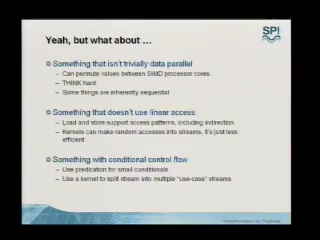 Yeah, but what about ...
SPI
Something that isn't trivially data parallel
– Can permute values between SIMD processor cores
– THINK hard
– Some things are inherently sequential
Something that doesn't use linear access
– Load and store support access patterns, including indirection.
– Kernels can make random accesses into streams, it's just less
efficient
Something with conditional control flow
– Use predication for small conditionals
– Use a kernel to split stream into multiple "use-case" streams